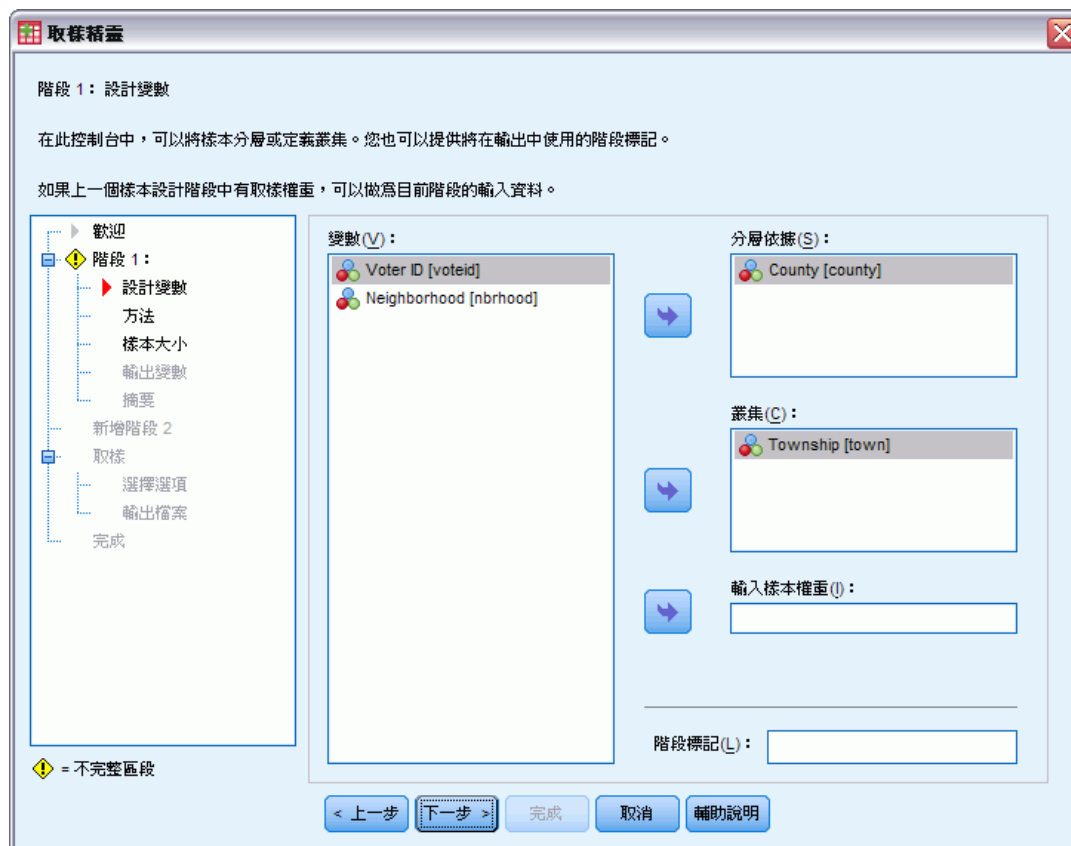 取樣精靈
階段 1：設計變數
在此控制台中，可以將樣本分層或定義叢集。您也可以提供將在輸出中使用的階段標記。
如果上一個樣本設計階段中有取樣權重，可以做為目前階段的輸入資料。
歡迎
階段 1：
設計變數
方法
樣本大小
輸出變數
摘要
新增階段 2
取樣
選擇選項
輸出檔案
完成
= 不完整區段
變數(V)：
Voter ID [voteid]
Neighborhood [nbrhood]
分層依據(S)：
County [county]
叢集(C)：
Township [town]
輸入樣本權重(I)：
階段標記(L)：
< 上一步 下一步 > 完成 取消 輔助說明